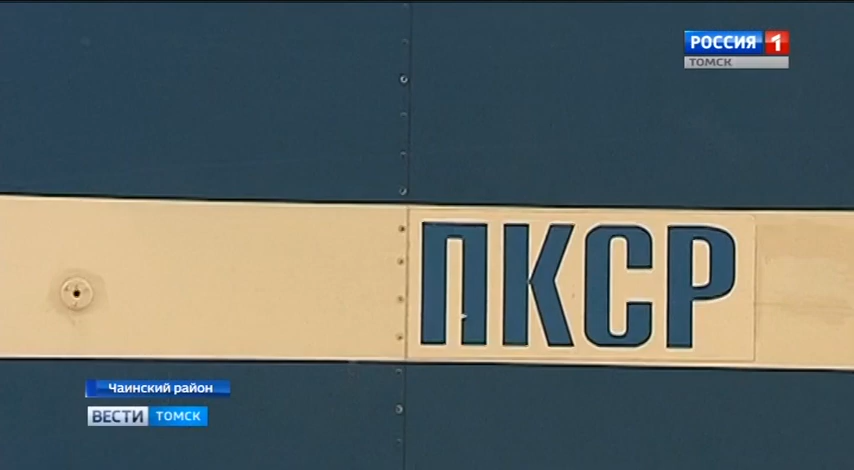 РОССИЯ 1
ТОМСК
ПКСР
Чаинский район
ВЕСТИ ТОМСК